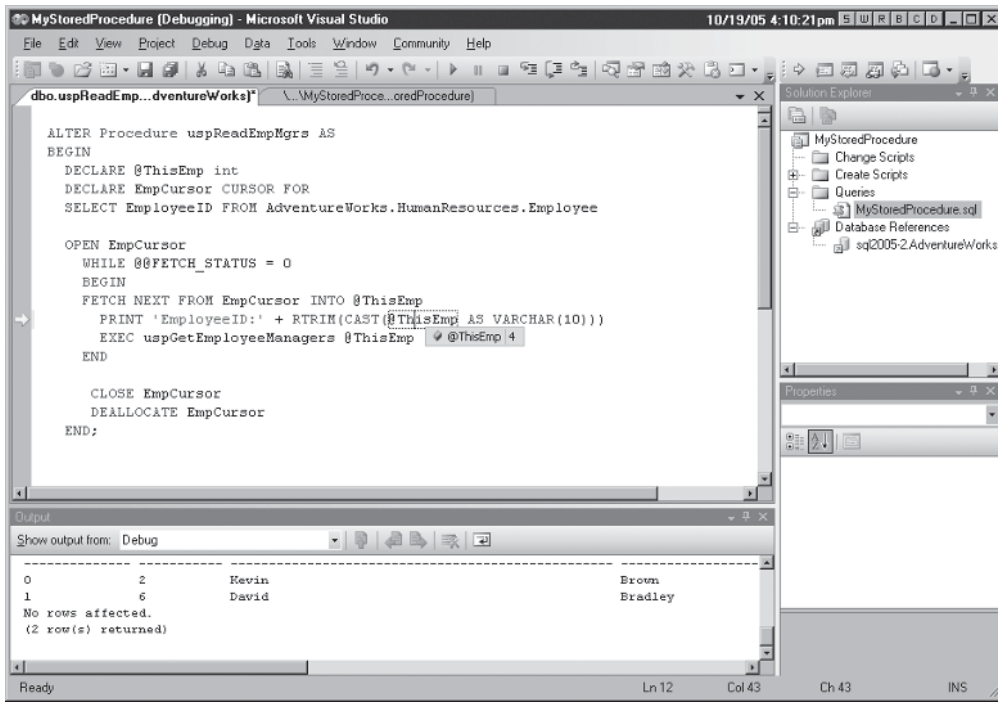 MyStoredProcedure (Debugging) - Microsoft Visual Studio
10/19/05 4:10:21pm S W R B C D
File Edit View Project Debug Data Tools Window Community Help
dbo.uspReadEmp...dventureWorks)* \...\MyStoredProce...oredProcedure)
ALTER Procedure uspReadEmpMgrs AS
BEGIN
DECLARE @ThisEmp int
DECLARE EmpCursor CURSOR FOR
SELECT EmployeeID FROM AdventureWorks.HumanResources.Employee
OPEN EmpCursor
WHILE @@FETCH_STATUS = 0
BEGIN
FETCH NEXT FROM EmpCursor INTO @ThisEmp
PRINT 'EmployeeID:' + RTRIM(CAST(@ThisEmp AS VARCHAR(10)))
EXEC uspGetEmployeeManagers @ThisEmp
@ThisEmp 4
END
CLOSE EmpCursor
DEALLOCATE EmpCursor
END;
Solution Explorer
MyStoredProcedure
Change Scripts
Create Scripts
Queries
MyStoredProcedure.sql
Database References
sql2005-2.AdventureWorks
Properties
Output
Show output from: Debug
--------------- ----------- -------------------------------------------------- -------------------
0 2 Kevin Brown
1 6 David Bradley
No rows affected.
(2 row(s) returned)
Ready Ln 12 Col 43 Ch 43 INS